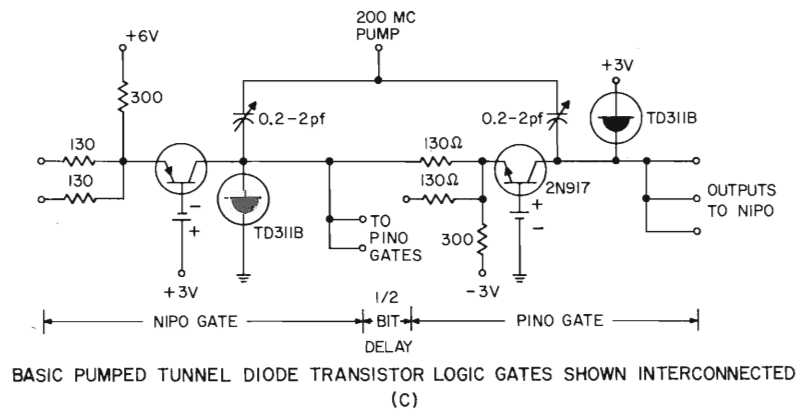 200 MC
PUMP
+6V
+3V
300
0.2-2pf
0.2-2pf
TD311B
130
130Ω
130
130Ω
2N917
OUTPUTS
TO NIPO
-
+
+
-
TD311B
TO
PINO
GATES
300
+3V
-3V
1/2
NIPO GATE
BIT
PINO GATE
DELAY
BASIC PUMPED TUNNEL DIODE TRANSISTOR LOGIC GATES SHOWN INTERCONNECTED
(C)